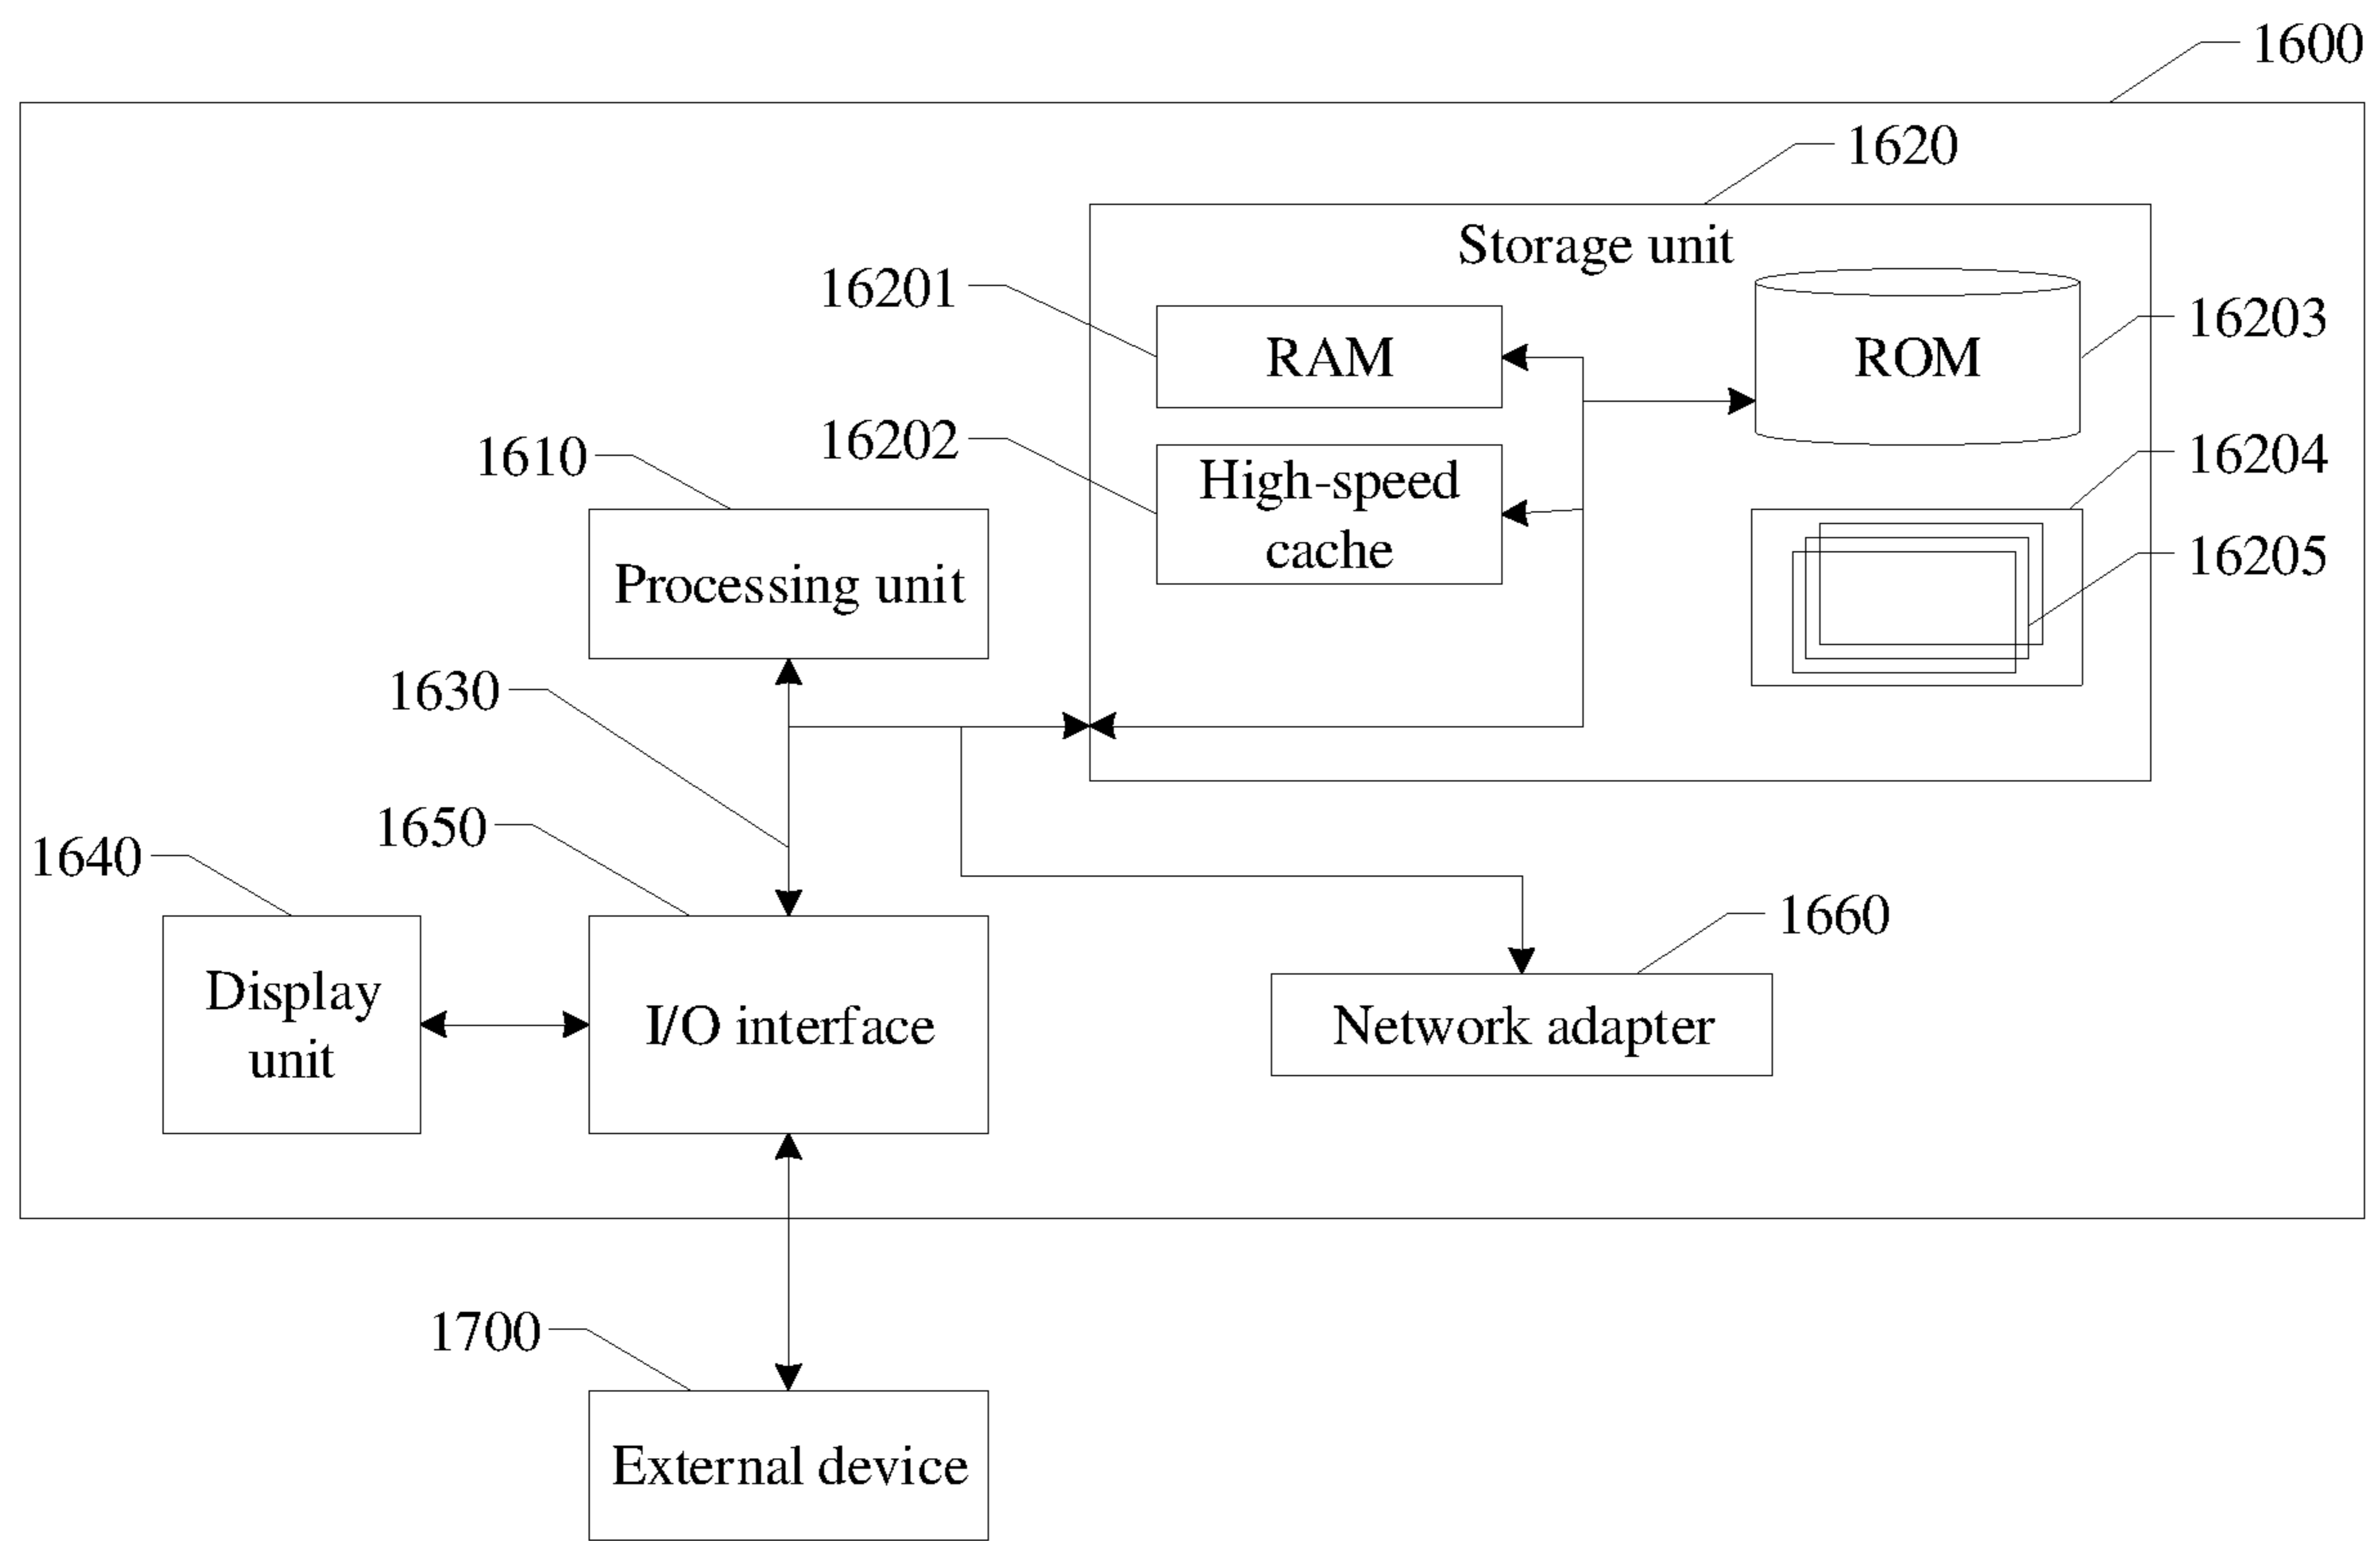 1600
1620
Storage unit
16201
RAM
ROM
16203
16202
High-speed
cache
16204
1610
Processing unit
16205
1630
1650
1640
Display
unit
I/O interface
1660
Network adapter
1700
External device